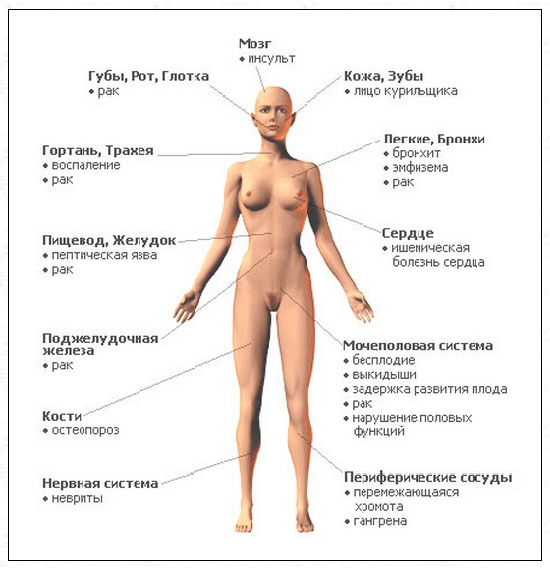 Мозг
• инсульт
Губы, Рот, Глотка
• рак
Кожа, Зубы
• лицо курильщика
Гортань, Трахея
• воспаление
• рак
Легкие, Бронхи
• бронхит
• эмфизема
• рак
Пищевод, Желудок
• пептическая язва
• рак
Сердце
• ишемическая
болезнь сердца
Поджелудочная
железа
• рак
Мочеполовая система
• бесплодие
• выкидыши
• задержка развития плода
• рак
• нарушение половых
функций
Кости
• остеопороз
Нервная система
• невриты
Периферические сосуды
• перемежающаяся
хромота
• гангрена